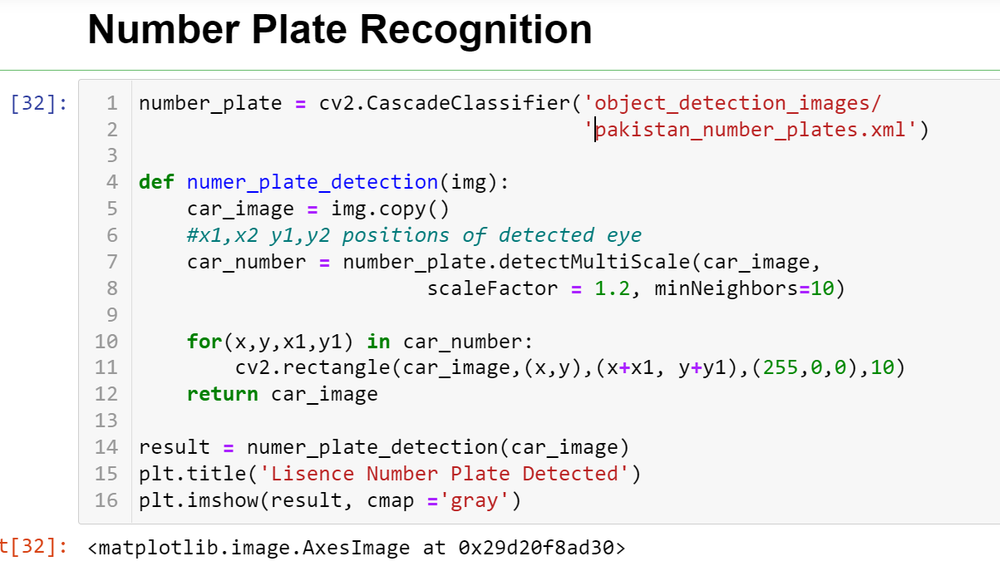 Number Plate Recognition
[32]:
1 number_plate = cv2.CascadeClassifier('object_detection_images/
2 'pakistan_number_plates.xml')
3
4 def numer_plate_detection(img):
5 car_image = img.copy()
6 #x1,x2 y1,y2 positions of detected eye
7 car_number = number_plate.detectMultiScale(car_image,
8 scaleFactor = 1.2, minNeighbors=10)
9
10 for(x,y,x1,y1) in car_number:
11 cv2.rectangle(car_image,(x,y),(x+x1, y+y1),(255,0,0),10)
12 return car_image
13
14 result = numer_plate_detection(car_image)
15 plt.title('Lisence Number Plate Detected')
16 plt.imshow(result, cmap ='gray')
t[32]: <matplotlib.image.AxesImage at 0x29d20f8ad30>